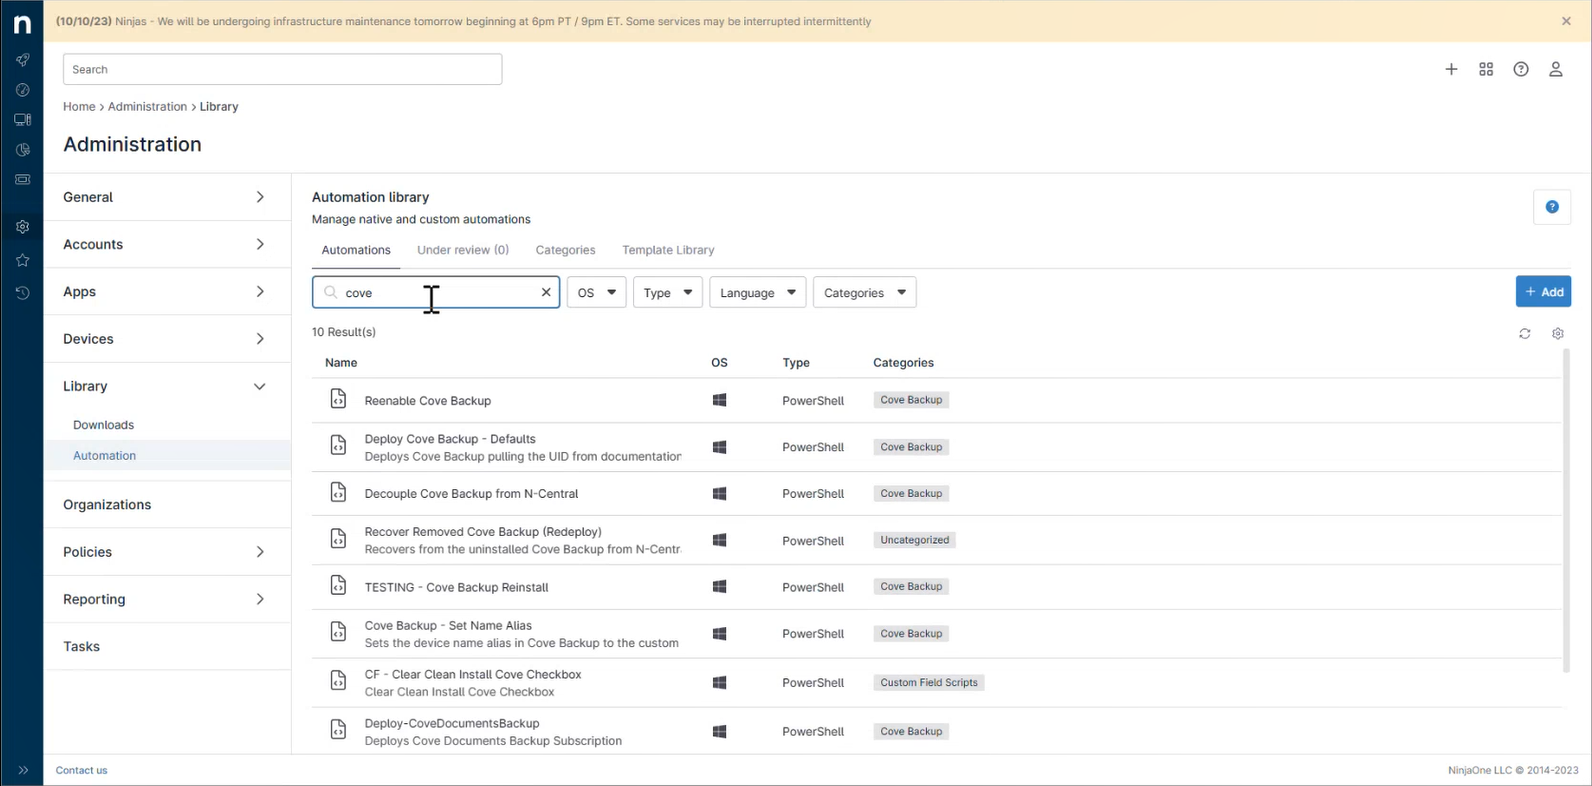 n
(10/10/23) Ninjas - We will be undergoing infrastructure maintenance tomorrow beginning at 6pm PT / 9pm ET. Some services may be interrupted intermittently
Search
Home > Administration > Library
Administration
General
Accounts
Apps
Devices
Library
Downloads
Automation
Organizations
Policies
Reporting
Tasks
Automation library
Manage native and custom automations
Automations Under review (0) Categories Template Library
cove OS Type Language Categories + Add
10 Result(s)
Name OS Type Categories
Reenable Cove Backup PowerShell Cove Backup
Deploy Cove Backup - Defaults
Deploys Cove Backup pulling the UID from documentation PowerShell Cove Backup
Decouple Cove Backup from N-Central PowerShell Cove Backup
Recover Removed Cove Backup (Redeploy)
Recovers from the uninstalled Cove Backup from N-Centr PowerShell Uncategorized
TESTING - Cove Backup Reinstall PowerShell Cove Backup
Cove Backup - Set Name Alias
Sets the device name alias in Cove Backup to the custom PowerShell Cove Backup
CF - Clear Clean Install Cove Checkbox
Clear Clean Install Cove Checkbox PowerShell Custom Field Scripts
Deploy-CoveDocumentsBackup
Deploys Cove Documents Backup Subscription PowerShell Cove Backup
Contact us
NinjaOne LLC © 2014-2023